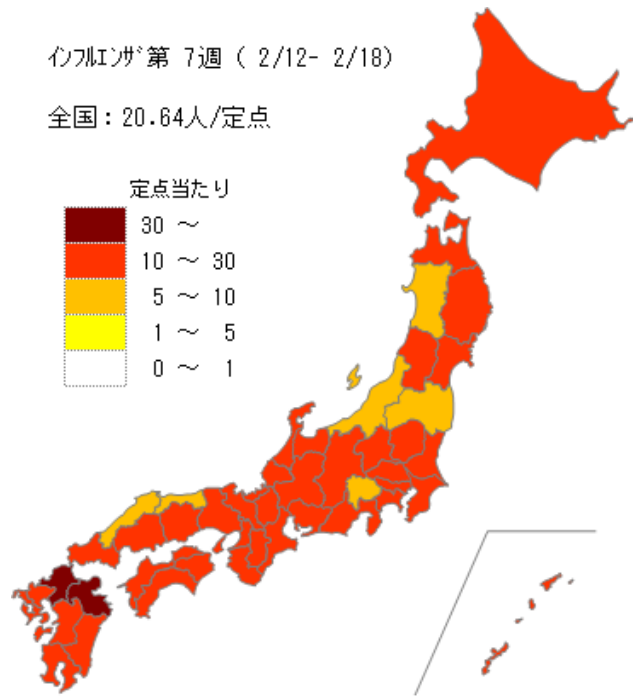 ｲﾝﾌﾙｴﾝｻﾞ第 7週 ( 2/12- 2/18)
全国：20.64人/定点
定点当たり
30 ～
10 ～ 30
5 ～ 10
1 ～ 5
0 ～ 1